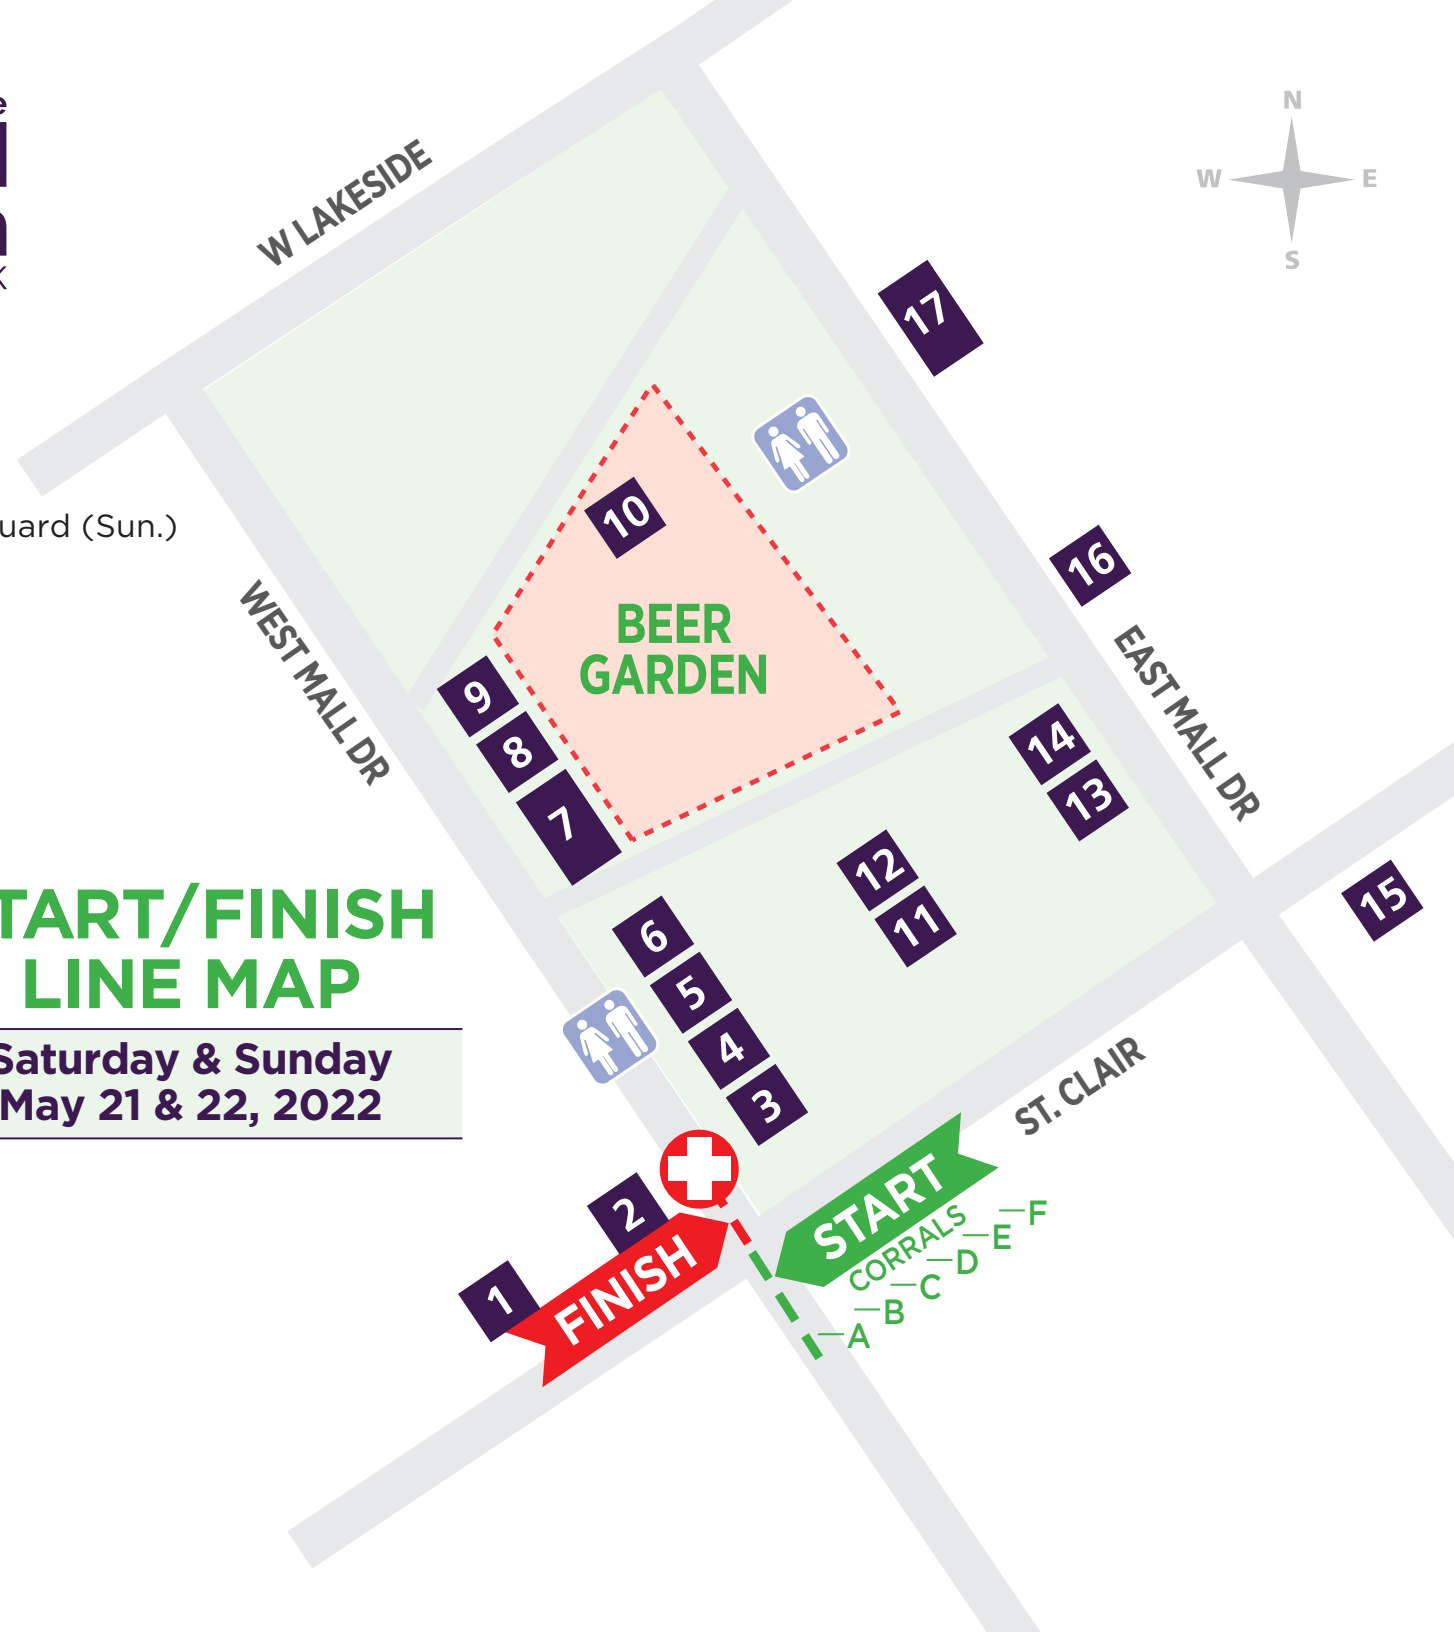 N
W E
S
W LAKESIDE
17
10
16
uard (Sun.)
BEER
GARDEN
WEST MALL DR
EAST MALL DR
9
8
7
14
13
12
11
15
6
5
4
3
TART/FINISH
LINE MAP
Saturday & Sunday
May 21 & 22, 2022
ST. CLAIR
2
1
START
FINISH
CORRALS
F
E
D
C
B
A